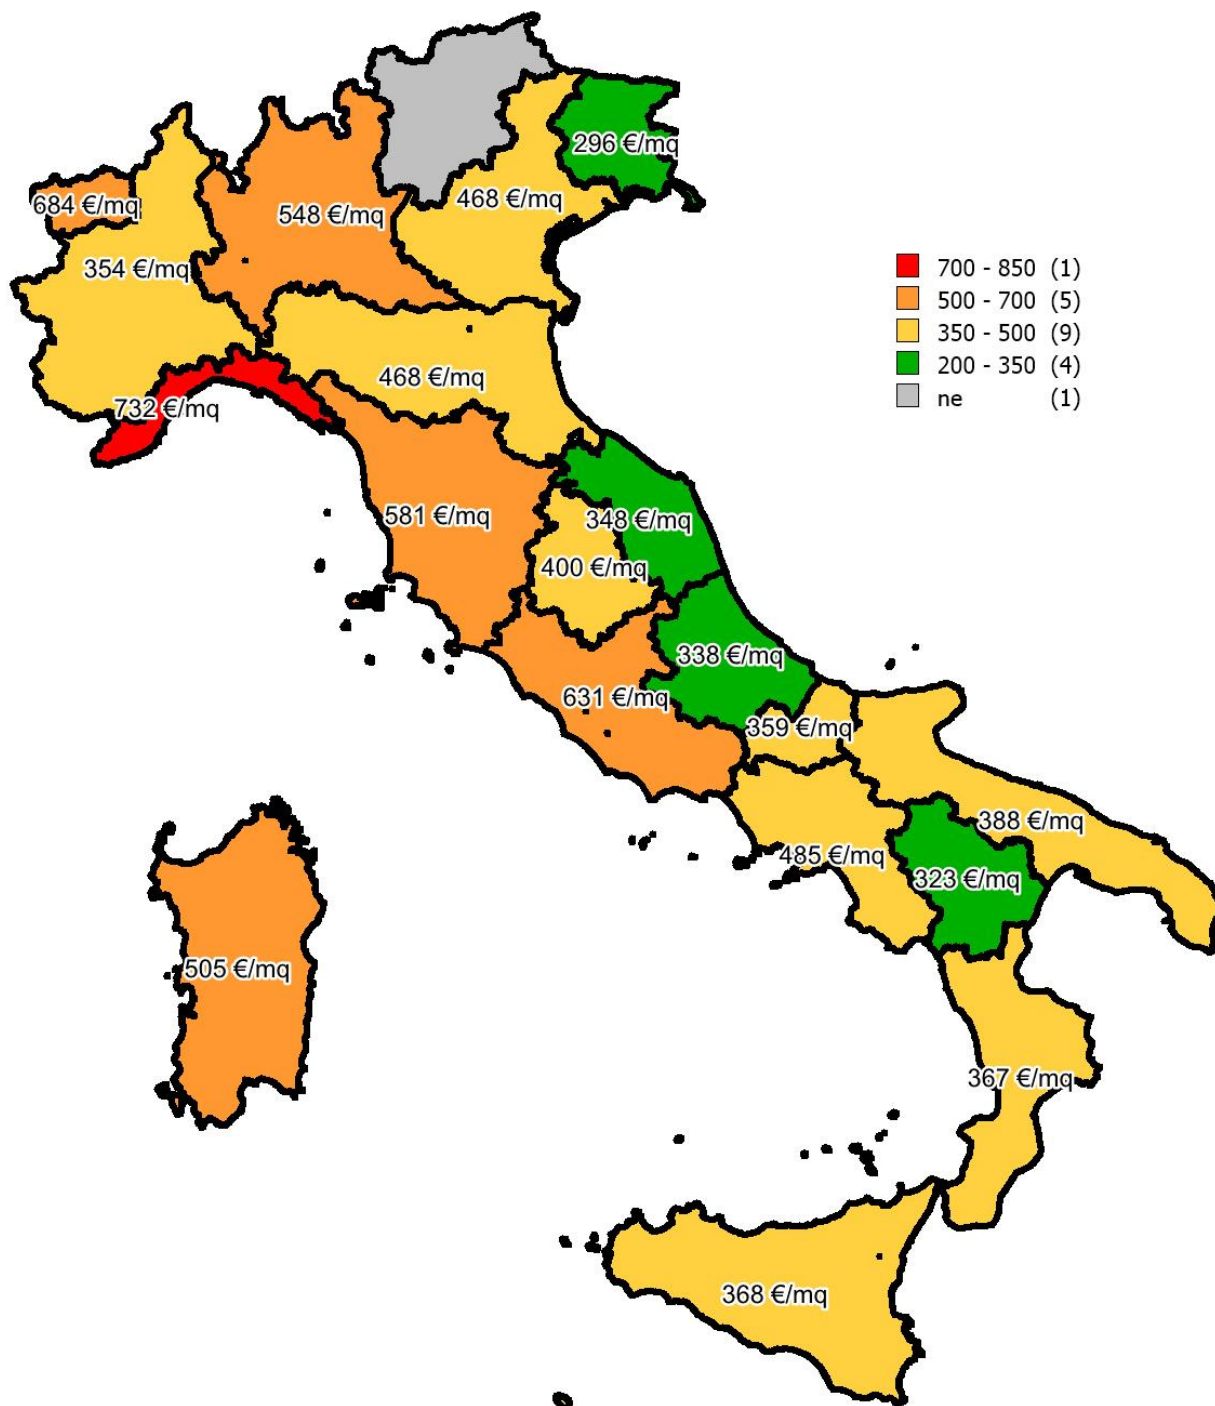 296 €/mq
684 €/mq
548 €/mq
468 €/mq
354 €/mq
700 - 850 (1)
500 - 700 (5)
350 - 500 (9)
200 - 350 (4)
ne (1)
468 €/mq
732 €/mq
581 €/mq
348 €/mq
400 €/mq
338 €/mq
631 €/mq
359 €/mq
388 €/mq
485 €/mq
323 €/mq
505 €/mq
367 €/mq
368 €/mq